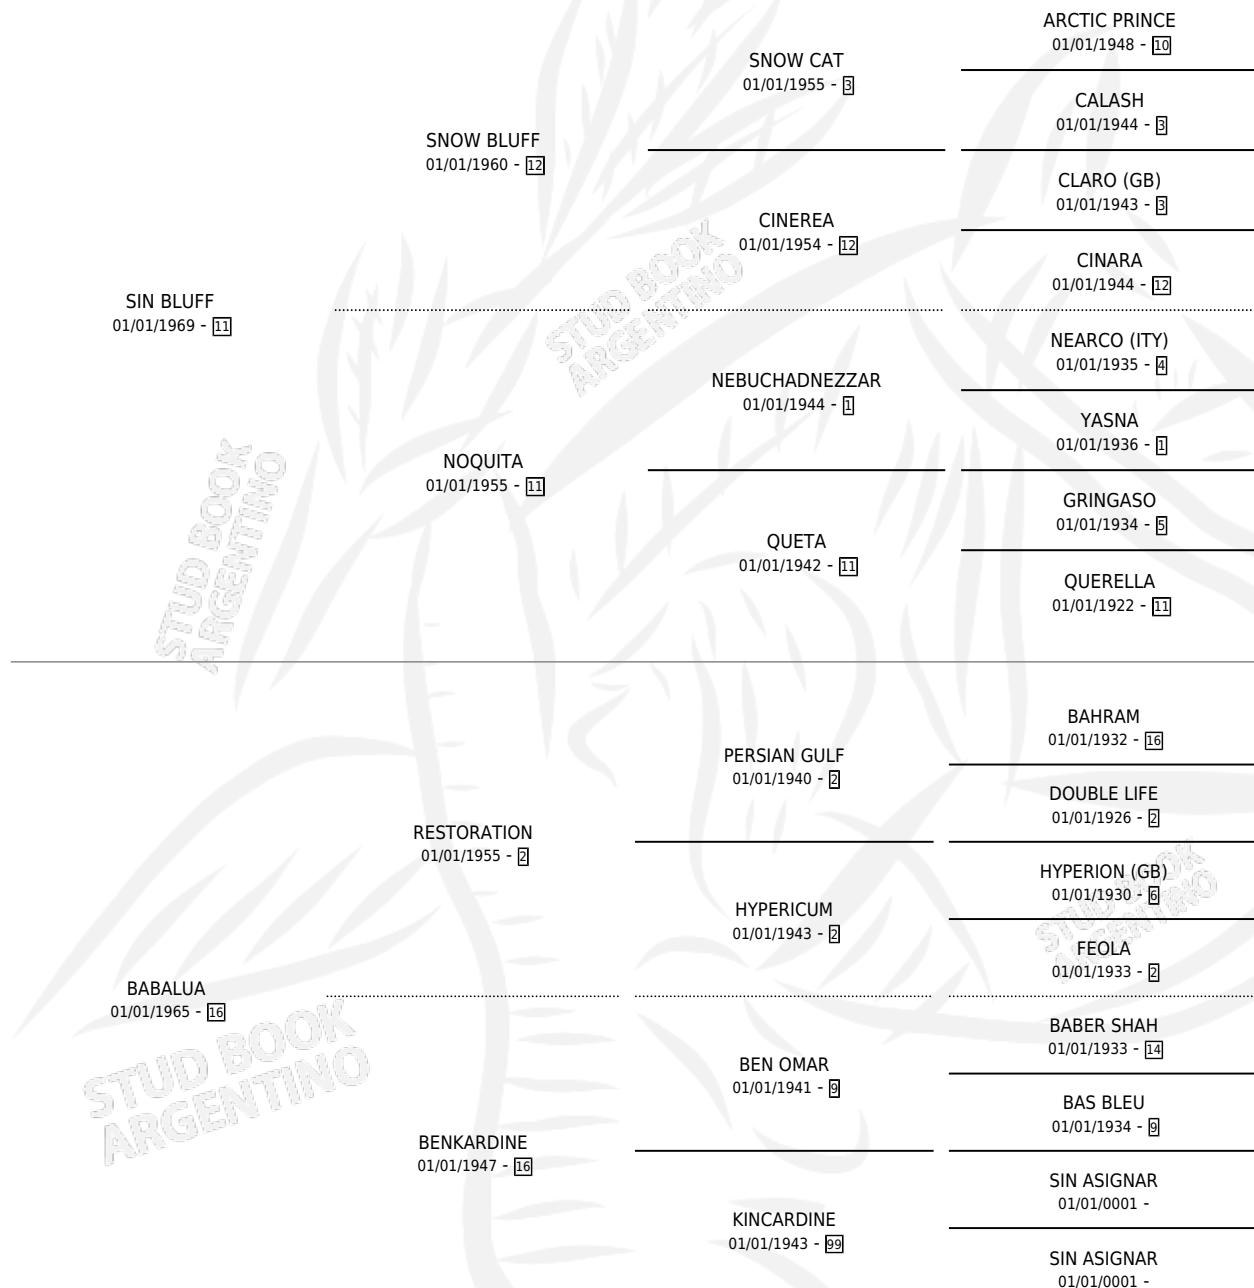 ARCTIC PRINCE
01/01/1948 - 10
SNOW CAT
01/01/1955 - 3
CALASH
01/01/1944 - 3
SNOW BLUFF
01/01/1960 - 12
CLARO (GB)
01/01/1943 - 3
CINEREA
01/01/1954 - 12
CINARA
01/01/1944 - 12
SIN BLUFF
01/01/1969 - 11
NEARCO (ITY)
01/01/1935 - 4
NEBUCHADNEZZAR
01/01/1944 - 1
YASNA
01/01/1936 - 1
NOQUITA
01/01/1955 - 11
GRINGASO
01/01/1934 - 5
QUETA
01/01/1942 - 11
QUERELLA
01/01/1922 - 11
BAHRAM
01/01/1932 - 16
PERSIAN GULF
01/01/1940 - 2
DOUBLE LIFE
01/01/1926 - 2
RESTORATION
01/01/1955 - 2
HYPERION (GB)
01/01/1930 - 6
HYPERICUM
01/01/1943 - 2
FEOLA
01/01/1933 - 2
BABALUA
01/01/1965 - 16
BABER SHAH
01/01/1933 - 14
BEN OMAR
01/01/1941 - 9
BAS BLEU
01/01/1934 - 9
BENKARDINE
01/01/1947 - 16
SIN ASIGNAR
01/01/0001 -
KINCARDINE
01/01/1943 - 99
SIN ASIGNAR
01/01/0001 -
STUD BOOK
ARGENTINO
STUD BOOK
ARGENTINO
STUD BOOK
ARGENTINO
STUD BOOK
ARGENTINO